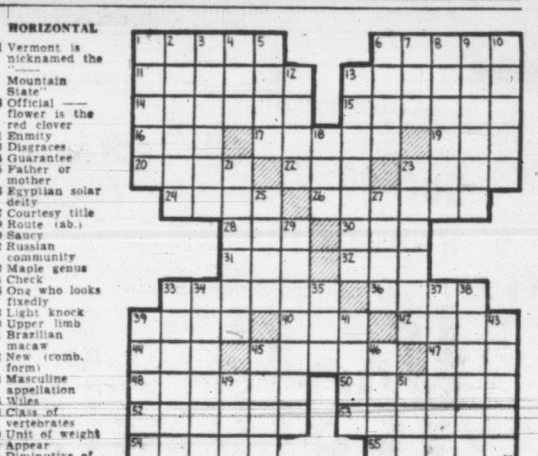 HORIZONTAL
Vermont is
nicknamed the
"——
Mountain
State"
Official ——
flower is the
red clover
Enmity
Disgraces
Guarantee
Father or
mother
Egyptian solar
deity
Courtesy title
Route (ab.)
Saucy
Russian
community
Maple genus
Check
One who looks
fixedly
Light knock
Upper limb
Brazilian
macaw
New (comb.
form)
Masculine
appellation
Wiles
Class of
vertebrates
Unit of weight
Appear
Diminutive of
1 2 3 4 5 6 7 8 9 10
11 12 13
14 15
16 17 18 19
20 21 22 23
24 25 26 27
28 29 30
31 32
33 34 35 36 37 38
39 40 41 42 43
44 45 46 47
48 49 50 51
52 53
54 55